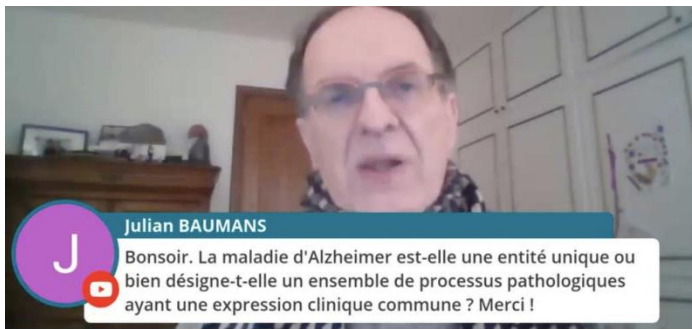 Julian BAUMANS
J
Bonsoir. La maladie d'Alzheimer est-elle une entité unique ou
bien désigne-t-elle un ensemble de processus pathologiques
ayant une expression clinique commune ? Merci !